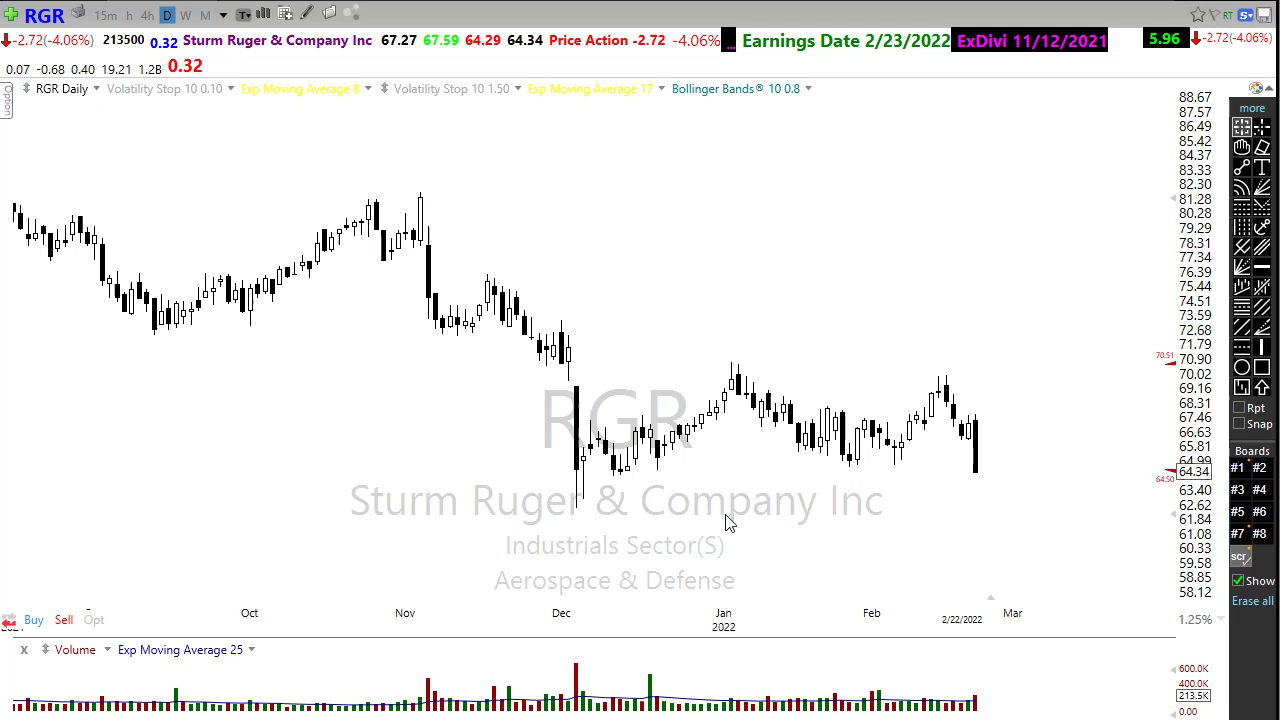 RGR 15m h 4h D W M T RT S
-2.72(-4.06%) 213500 0.32 Sturm Ruger & Company Inc 67.27 67.59 64.29 64.34 Price Action -2.72 -4.06% ... Earnings Date 2/23/2022 ExDivi 11/12/2021 5.96 -2.72(-4.06%)
0.07 -0.68 0.40 19.21 1.2B 0.32
Option
RGR Daily Volatility Stop 10 0.10 Exp Moving Average 8 Volatility Stop 10 1.50 Exp Moving Average 17 Bollinger Bands® 10 0.8
88.67
87.57
86.49
85.42
84.37
83.33
82.30
81.28
80.28
79.29
78.31
77.34
76.39
75.44
74.51
73.59
72.68
71.79
70.90
70.51
70.02
69.16
68.31
67.46
66.63
65.81
64.99
64.34
64.50
63.40
62.62
61.84
61.08
60.33
59.58
58.85
58.12
more
T
Rpt
Snap
Boards
#1 #2
#3 #4
#5 #6
#7 #8
scr
Show
Erase all
RGR
Sturm Ruger & Company Inc
Industrials Sector(S)
Aerospace & Defense
Oct Nov Dec Jan Feb Mar
2022 2/22/2022
Buy Sell Opt 1.25%
X Volume Exp Moving Average 25
600.0K
400.0K
213.5K
0.00